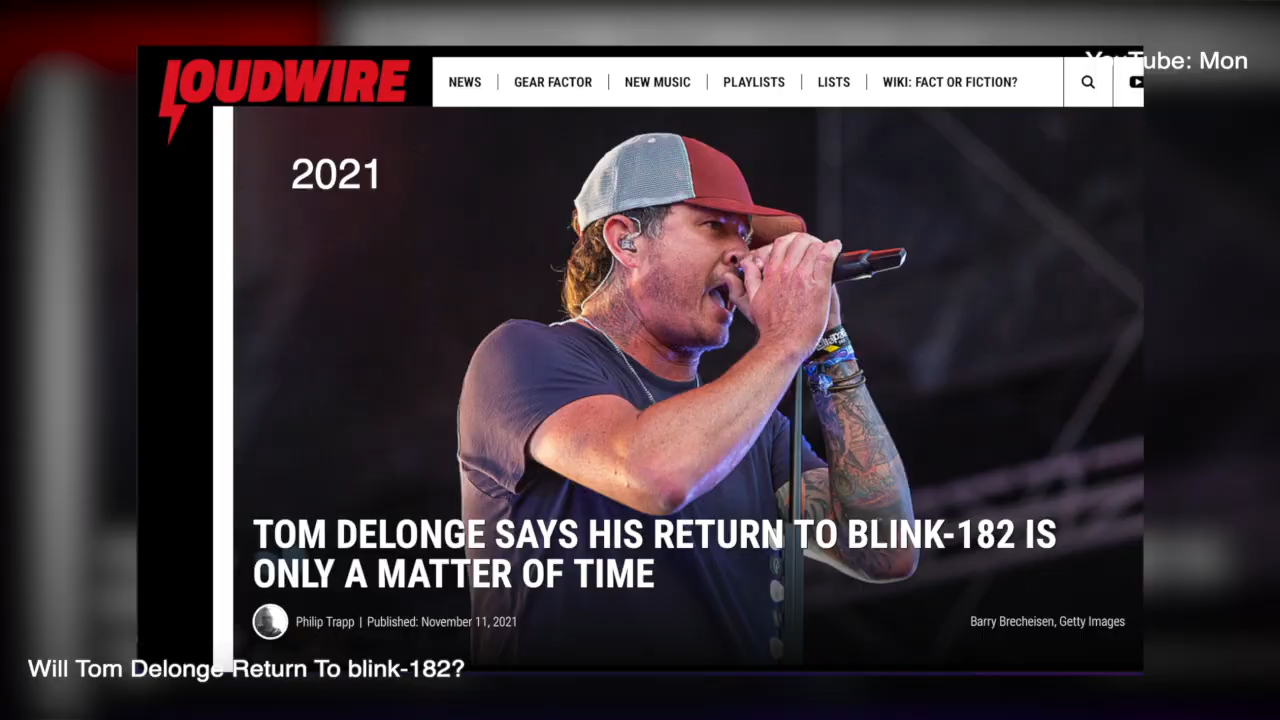 LOUDWIRE
NEWS | GEAR FACTOR | NEW MUSIC | PLAYLISTS | LISTS | WIKI: FACT OR FICTION?
YouTube: Mon
2021
TOM DELONGE SAYS HIS RETURN TO BLINK-182 IS
ONLY A MATTER OF TIME
Philip Trapp | Published: November 11, 2021
Barry Brecheisen, Getty Images
Will Tom Delonge Return To blink-182?